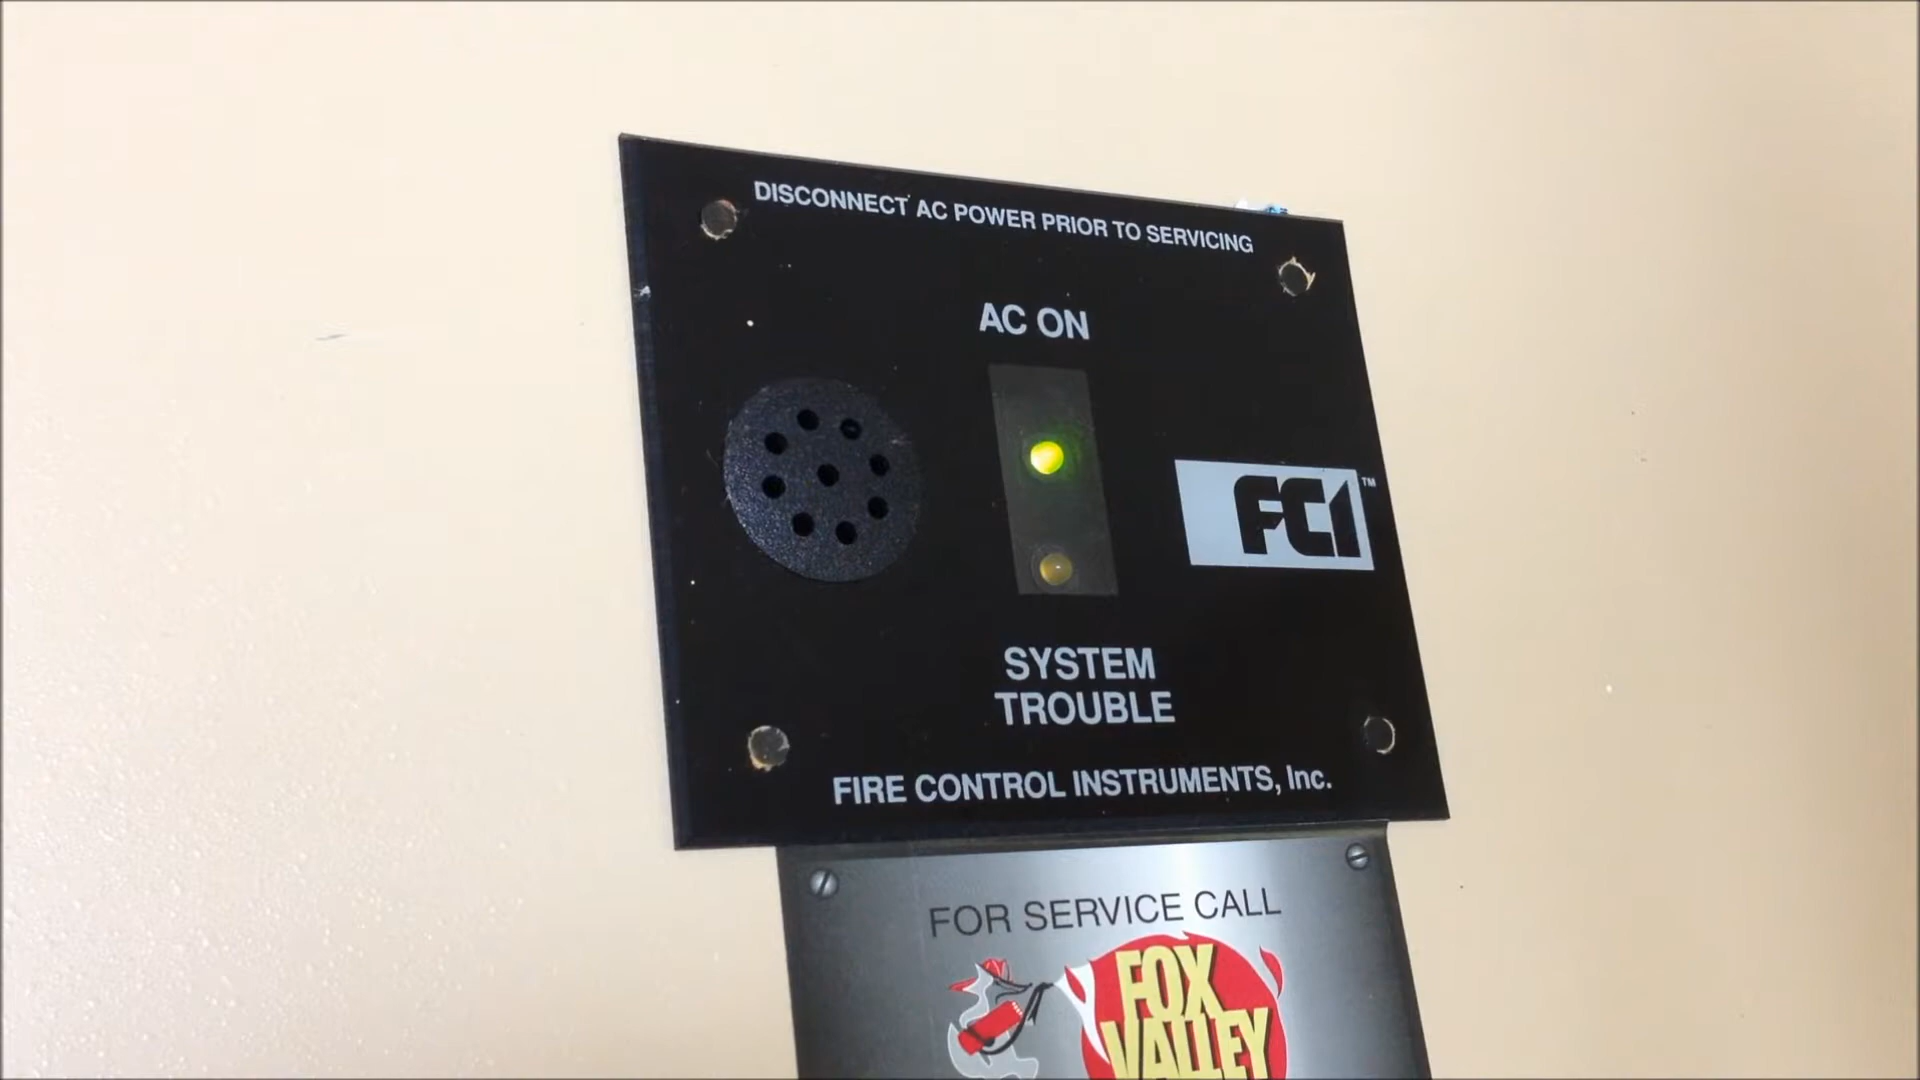 DISCONNECT AC POWER PRIOR TO SERVICING
AC ON
FCI™
SYSTEM
TROUBLE
FIRE CONTROL INSTRUMENTS, Inc.
FOR SERVICE CALL
FOX
VALLEY